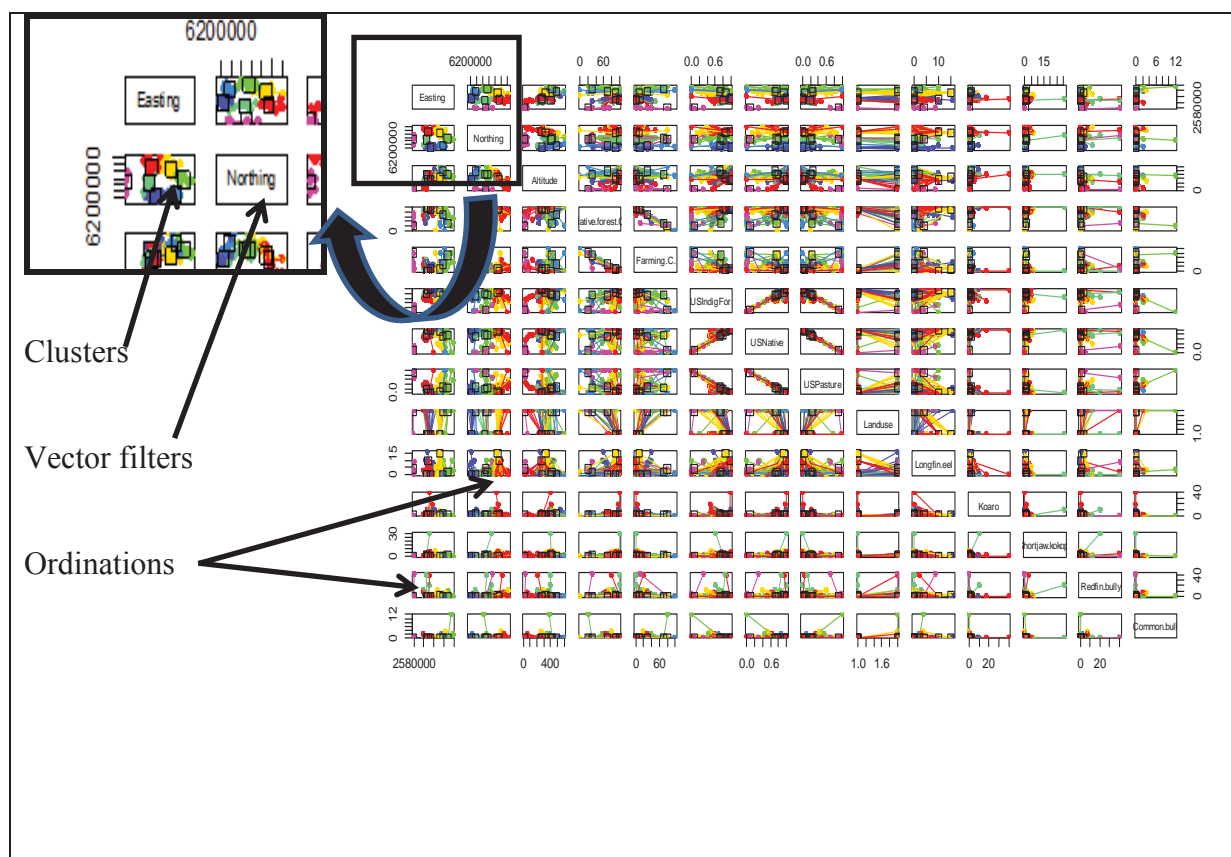 6200000
Easting
6200000
Northing
Clusters
Vector filters
Ordinations
6200000
0 60
0.0 0.6
0.0 0.6
0 10
0 15
0 6 12
Easting
2580000
6200000
Northing
Altitude
0
0
Farming.C.
0
USIndigFor
USNative
0.0
0.0
USPasture
Landuse
1.0
0 15
Longfin.eel
Koaro
0 40
0 30
Redfin.bully
0 40
0 12
Common.bul
2580000
0 400
0 60
0.0 0.6
1.0 1.6
0 20
0 20